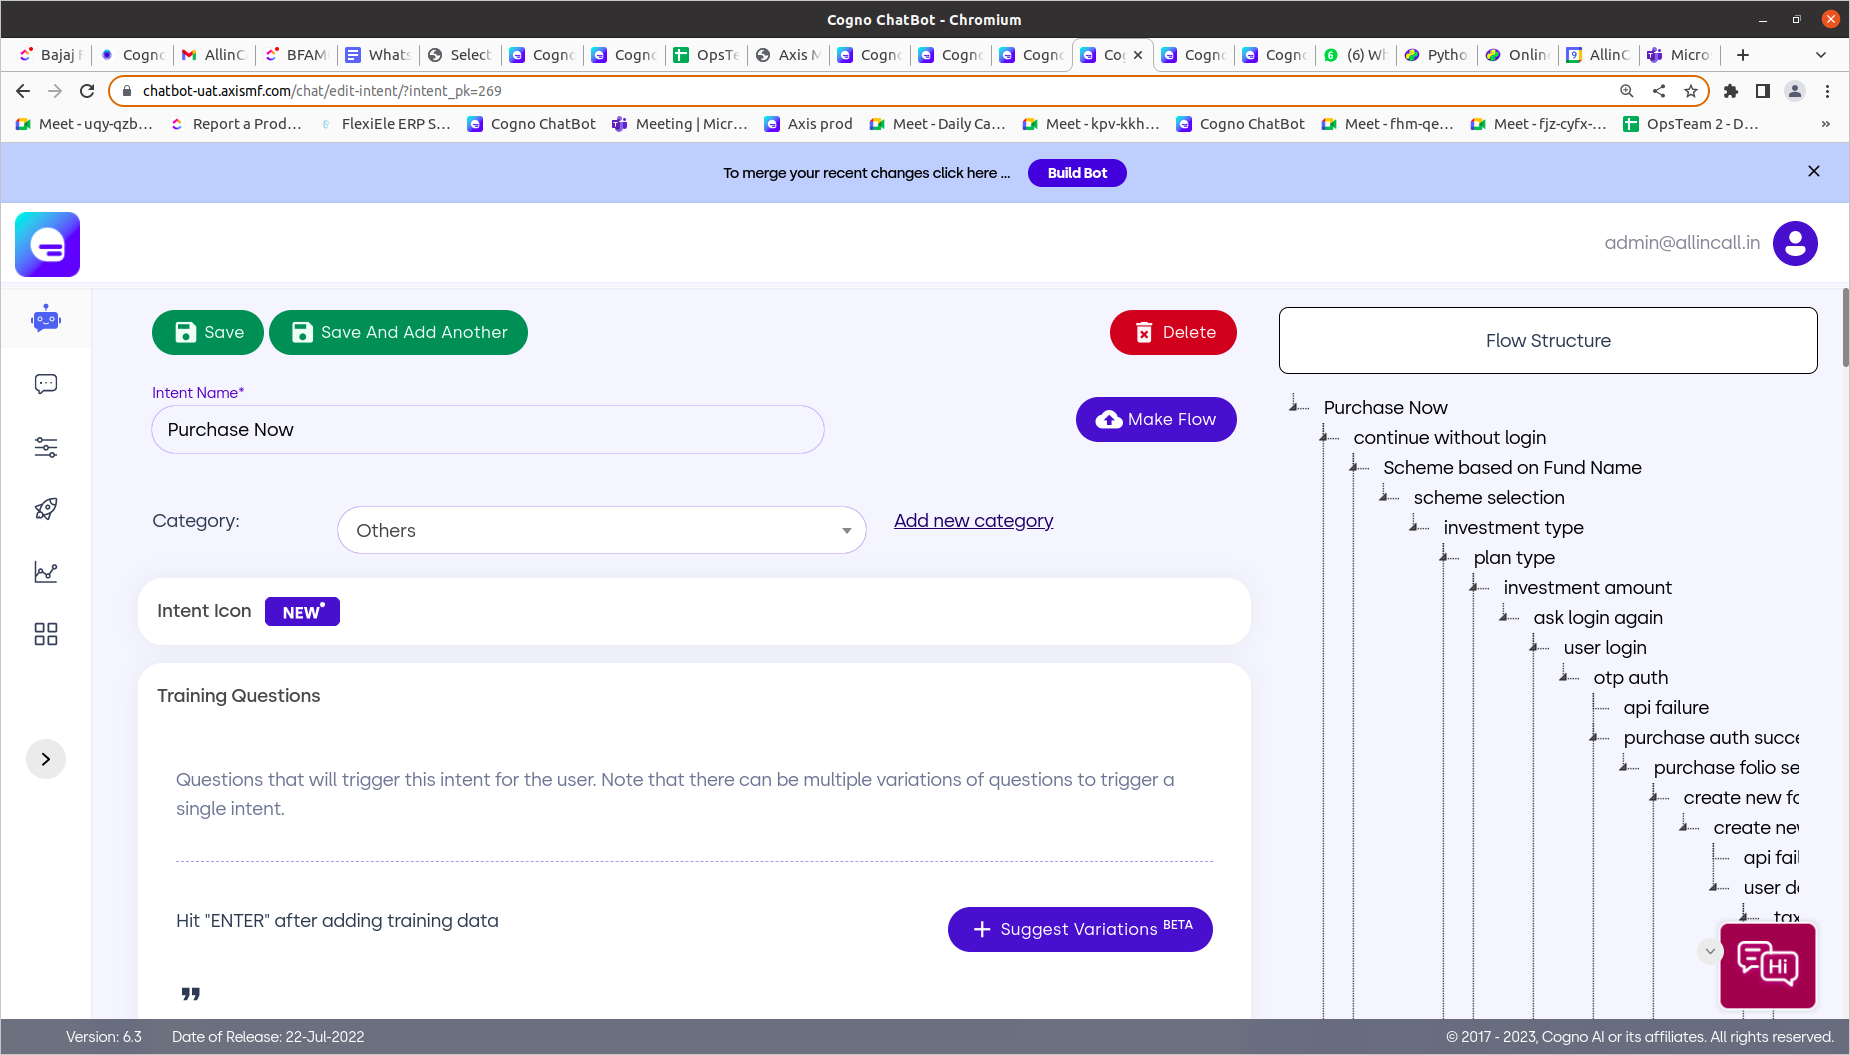 Cogno ChatBot - Chromium
Bajaj F
Cogno
AllinC
BFAM
Whats
Select
Cogno
Cogno
OpsTe
Axis M
Cogno
Cogno
Cogno
Cog
Cogno
Cogno
(6) Wh
Pytho
Online
AllinC
Micro
chatbot-uat.axismf.com/chat/edit-intent/?intent_pk=269
Meet - uqy-qzb...
Report a Prod...
FlexiEle ERP S...
Cogno ChatBot
Meeting | Micr...
Axis prod
Meet - Daily Ca...
Meet - kpv-kkh...
Cogno ChatBot
Meet - fhm-qe...
Meet - fjz-cyfx-...
OpsTeam 2 - D...
»
To merge your recent changes click here ...
Build Bot
admin@allincall.in
Save
Save And Add Another
Delete
Flow Structure
Intent Name*
Purchase Now
Make Flow
Category:
Others
Add new category
Intent Icon
NEW
Training Questions
Questions that will trigger this intent for the user. Note that there can be multiple variations of questions to trigger a
single intent.
Hit "ENTER" after adding training data
Suggest Variations BETA
Purchase Now
continue without login
Scheme based on Fund Name
scheme selection
investment type
plan type
investment amount
ask login again
user login
otp auth
api failure
purchase auth succe
purchase folio se
create new fo
create new
api fail
user de
tax
Hi
Version: 6.3
Date of Release: 22-Jul-2022
© 2017 - 2023, Cogno AI or its affiliates. All rights reserved.